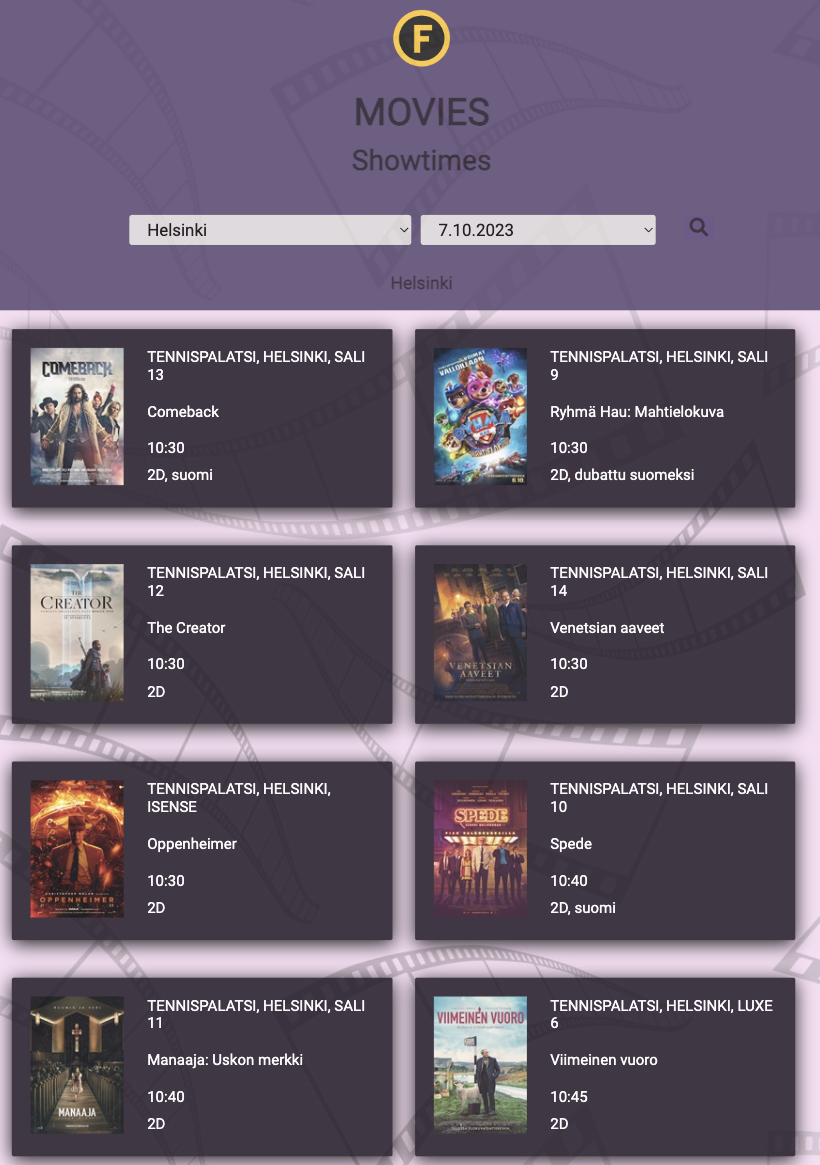 F
MOVIES
Showtimes
Helsinki
7.10.2023
Helsinki
COMEBACK
TENNISPALATSI, HELSINKI, SALI
13
Comeback
10:30
2D, suomi
VALLOILLAAN
6.10.
TENNISPALATSI, HELSINKI, SALI
9
Ryhmä Hau: Mahtielokuva
10:30
2D, dubattu suomeksi
THE
CREATOR
TENNISPALATSI, HELSINKI, SALI
12
The Creator
10:30
2D
VENETSIAN
AAVEET
TENNISPALATSI, HELSINKI, SALI
14
Venetsian aaveet
10:30
2D
OPPENHEIMER
TENNISPALATSI, HELSINKI,
ISENSE
Oppenheimer
10:30
2D
SPEDE
TENNISPALATSI, HELSINKI, SALI
10
Spede
10:40
2D, suomi
MANAAJA
TENNISPALATSI, HELSINKI, SALI
11
Manaaja: Uskon merkki
10:40
2D
VIIMEINEN VUORO
TENNISPALATSI, HELSINKI, LUXE
6
Viimeinen vuoro
10:45
2D